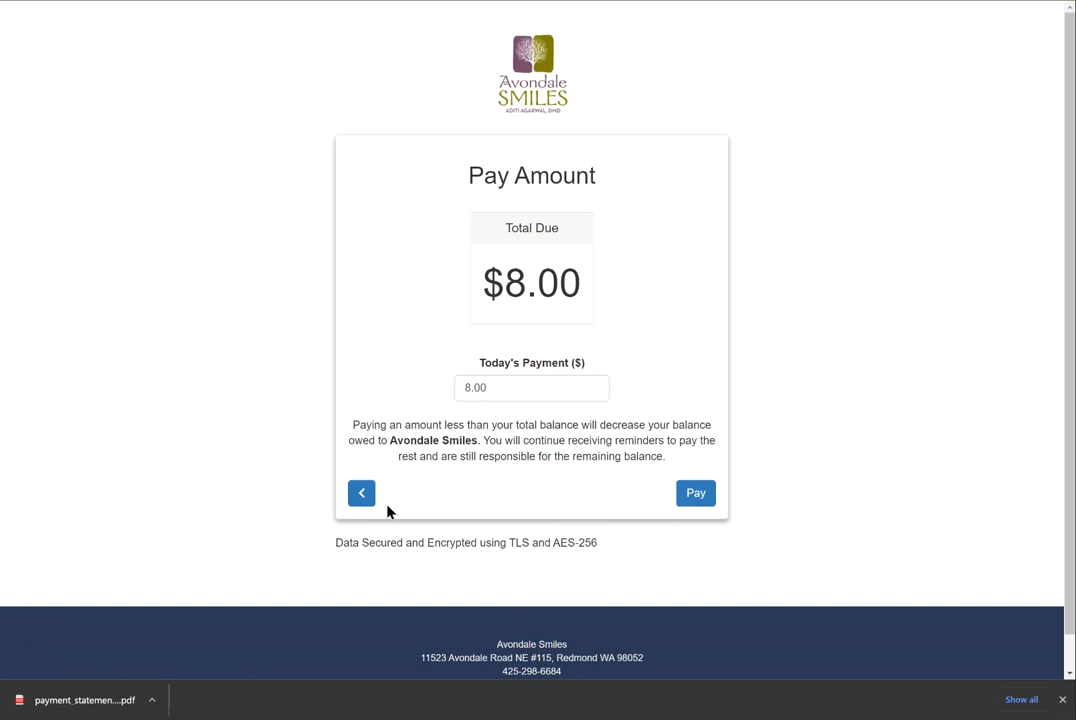 Avondale
SMILES
ADITI AGARWAL, DMD
Pay Amount
Total Due
$8.00
Today's Payment ($)
8.00
Paying an amount less than your total balance will decrease your balance
owed to Avondale Smiles. You will continue receiving reminders to pay the
rest and are still responsible for the remaining balance.
Pay
Data Secured and Encrypted using TLS and AES-256
Avondale Smiles
11523 Avondale Road NE #115, Redmond WA 98052
425-298-6684
payment_statemen....pdf
Show all